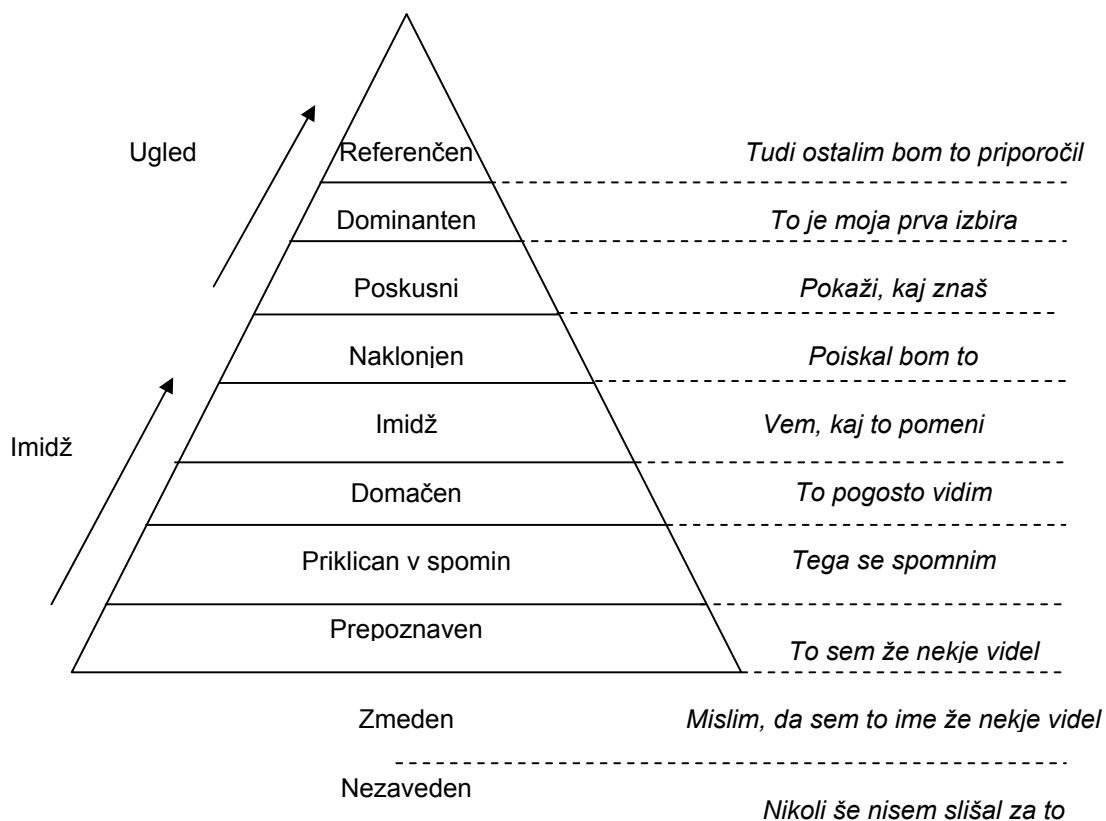 Ugled
Referenčen
Tudi ostalim bom to priporočil
Dominanten
To je moja prva izbira
Poskusni
Pokaži, kaj znaš
Naklonjen
Poiskal bom to
Imidž
Imidž
Vem, kaj to pomeni
Domačen
To pogosto vidim
Priklican v spomin
Tega se spomnim
Prepoznaven
To sem že nekje videl
Zmeden
Mislim, da sem to ime že nekje videl
Nezaveden
Nikoli še nisem slišal za to